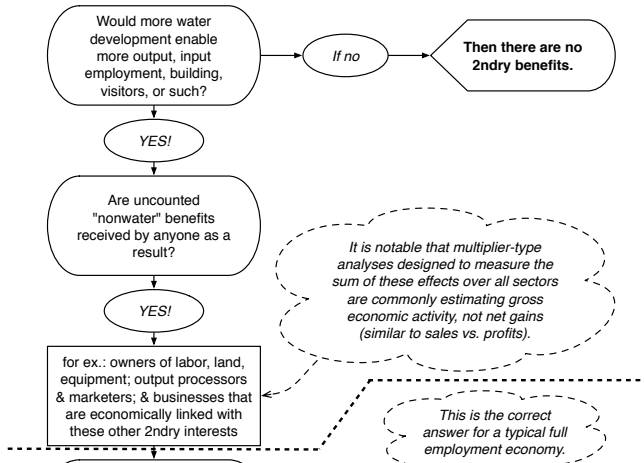 Would more water
development enable
more output, input
employment, building,
visitors, or such?
If no
Then there are no
2ndry benefits.
YES!
Are uncounted
"nonwater" benefits
received by anyone as a
result?
It is notable that multiplier-type
analyses designed to measure the
sum of these effects over all sectors
are commonly estimating gross
economic activity, not net gains
(similar to sales vs. profits).
YES!
for ex.: owners of labor, land,
equipment; output processors
& marketers; & businesses that
are economically linked with
these other 2ndry interests
This is the correct
answer for a typical full
employment economy.